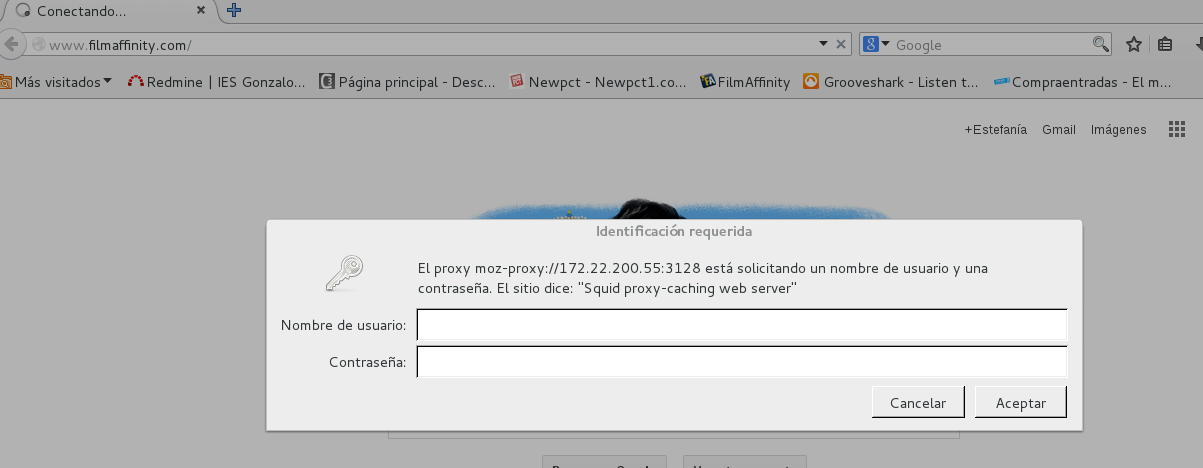 Conectando...
www.filmaffinity.com/
Google
Más visitados
Redmine | IES Gonzalo...
Página principal - Desc...
Newpct - Newpct1.co...
FilmAffinity
Grooveshark - Listen t...
Compraentradas - El m...
+Estefanía Gmail Imágenes
Identificación requerida
El proxy moz-proxy://172.22.200.55:3128 está solicitando un nombre de usuario y una
contraseña. El sitio dice: "Squid proxy-caching web server"
Nombre de usuario:
Contraseña:
Cancelar
Aceptar